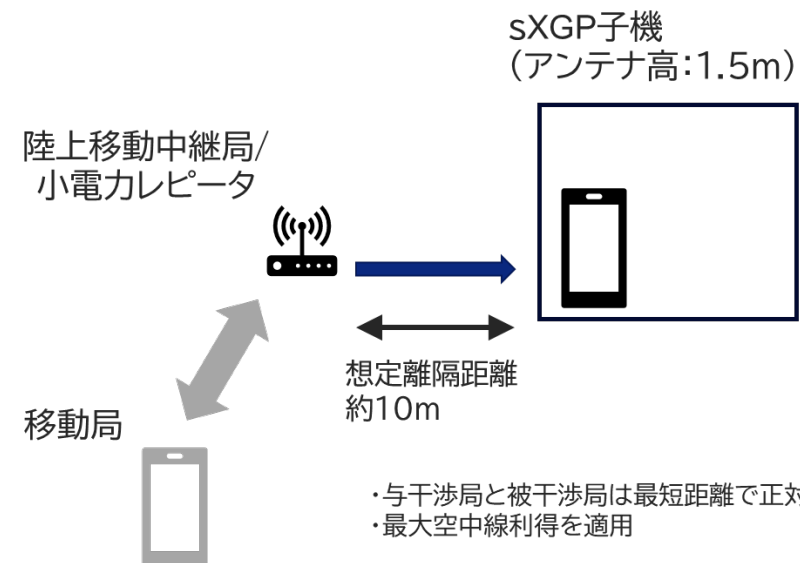 sXGP子機
(アンテナ高:1.5m)
陸上移動中継局/
小電力レピータ
想定離隔距離
約10m
移動局
・与干渉局と被干渉局は最短距離で正対
・最大空中線利得を適用